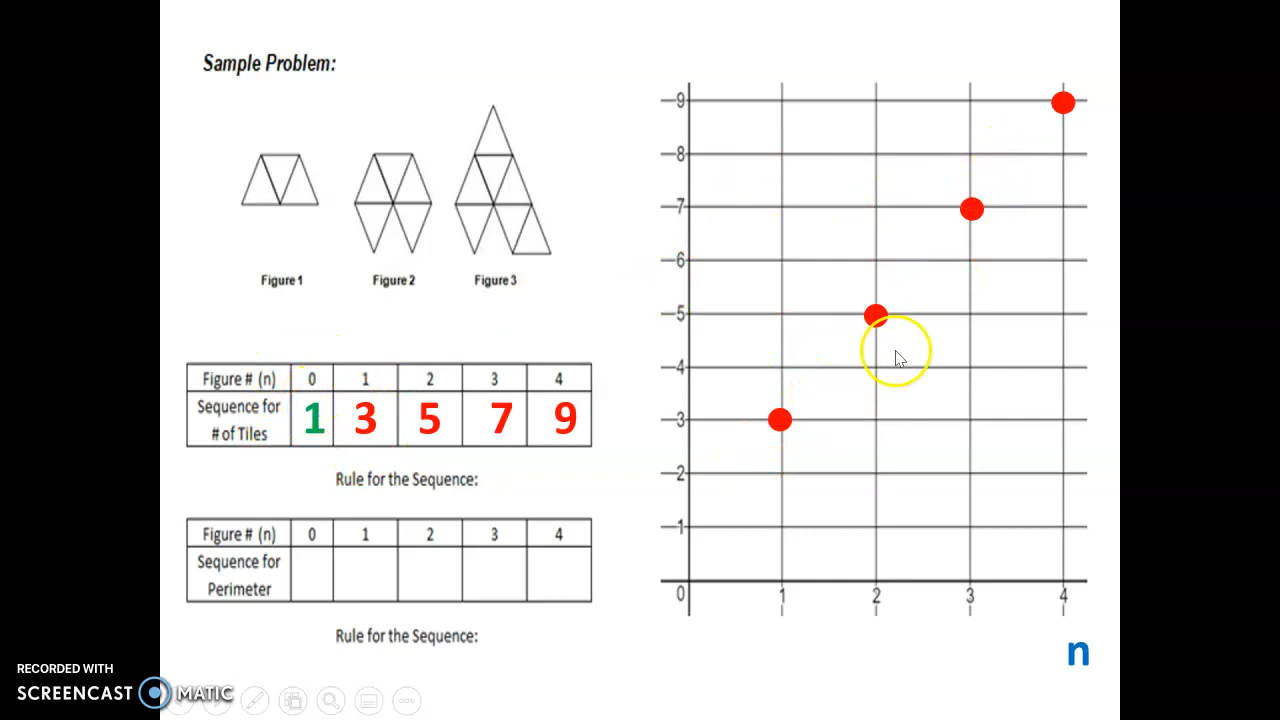 Sample Problem:
Figure 1 Figure 2 Figure 3
Figure # (n) 0 1 2 3 4
Sequence for
# of Tiles
1 3 5 7 9
Rule for the Sequence:
Figure # (n) 0 1 2 3 4
Sequence for
Perimeter
Rule for the Sequence:
9
8
7
6
5
4
3
2
1
0 1 2 3 4
n
RECORDED WITH
SCREENCAST MATIC